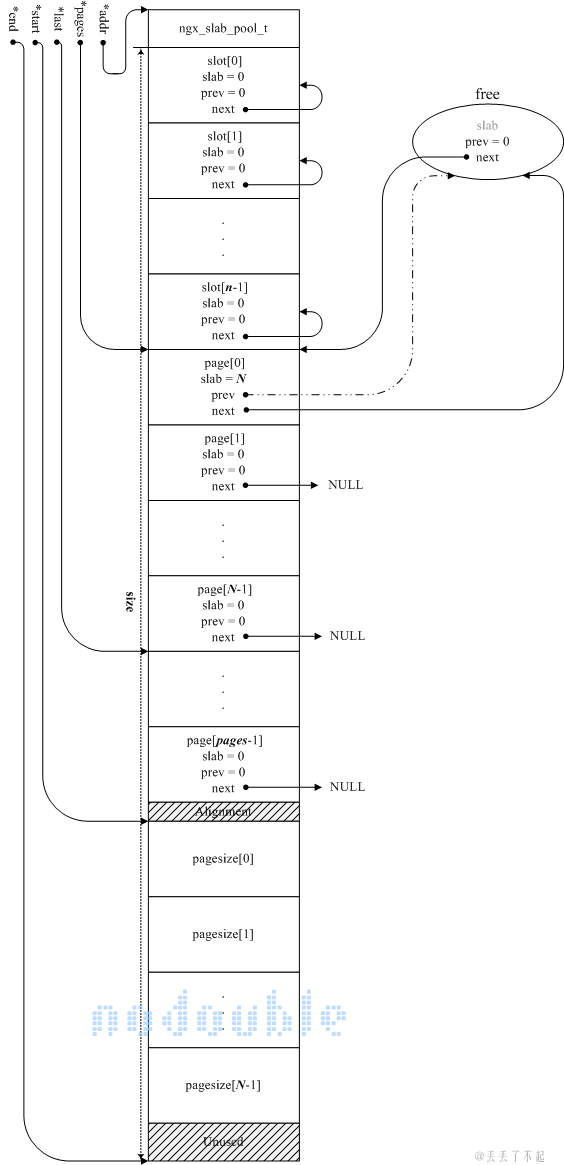 *end
*start
*last
*pages
*addr
ngx_slab_pool_t
slot[0]
slab = 0
prev = 0
next
slot[1]
slab = 0
prev = 0
next
.
.
.
slot[n-1]
slab = 0
prev = 0
next
free
slab
prev = 0
next
page[0]
slab = N
prev
next
page[1]
slab = 0
prev = 0
next
NULL
.
.
.
size
page[N-1]
slab = 0
prev = 0
next
NULL
.
.
.
page[pages-1]
slab = 0
prev = 0
next
NULL
Alignment
pagesize[0]
pagesize[1]
.
.
.
nodouble
pagesize[N-1]
Unused
@丢丢了不起